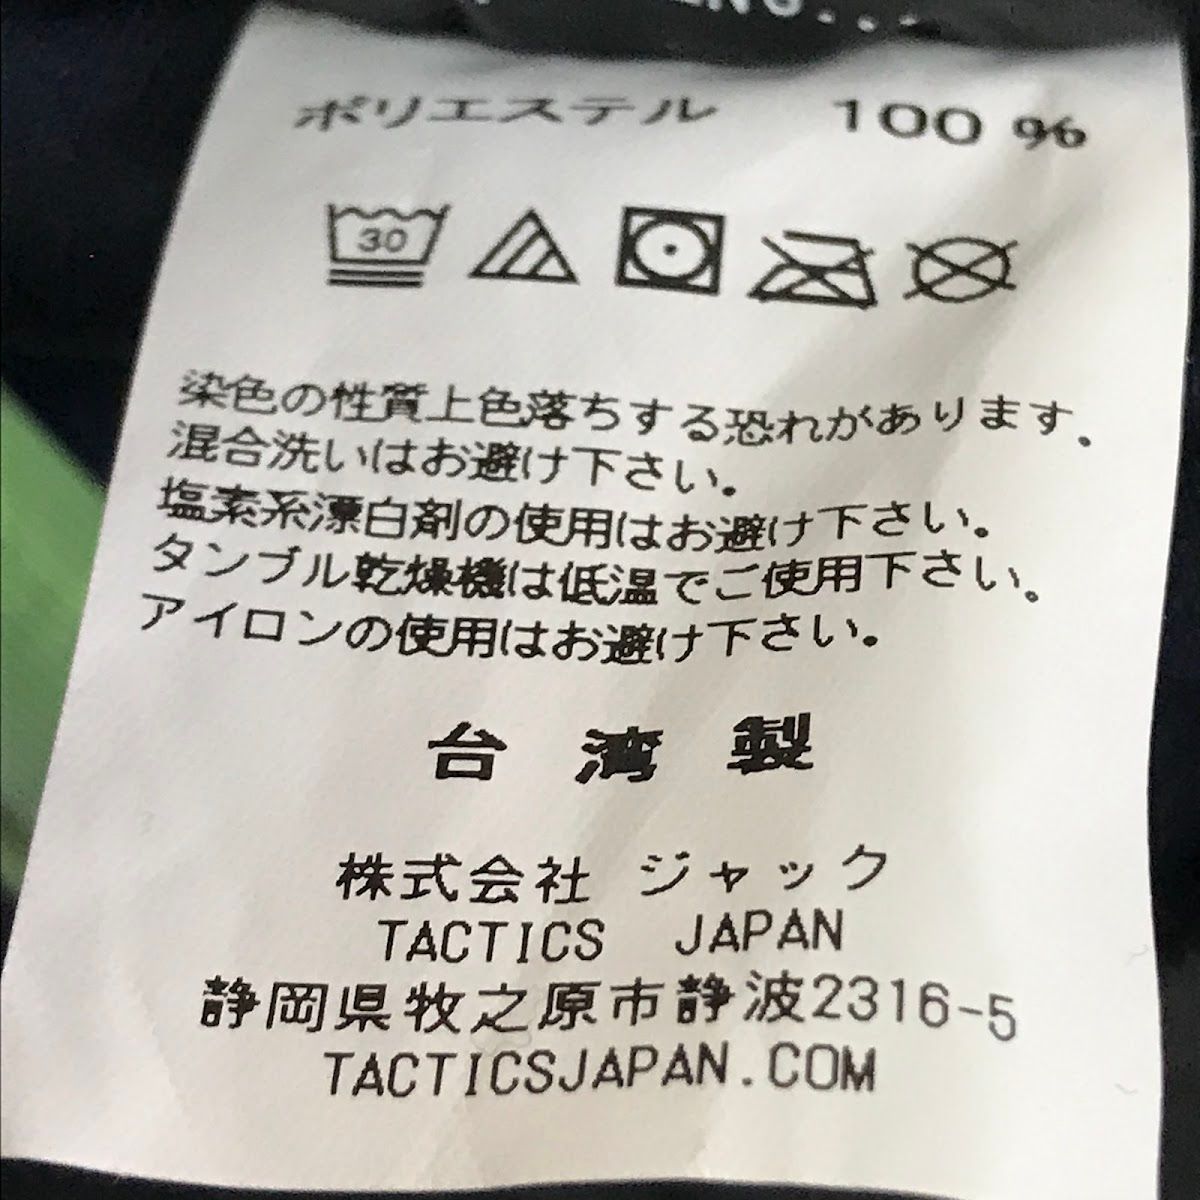 ポリエステル 100 %
30
染色の性質上色落ちする恐れがあります。
混合洗いはお避け下さい。
塩素系漂白剤の使用はお避け下さい。
タンブル乾燥機は低温でご使用下さい。
アイロンの使用はお避け下さい。
台湾製
株式会社 ジャック
TACTICS JAPAN
静岡県牧之原市静波2316-5
TACTICSJAPAN.COM